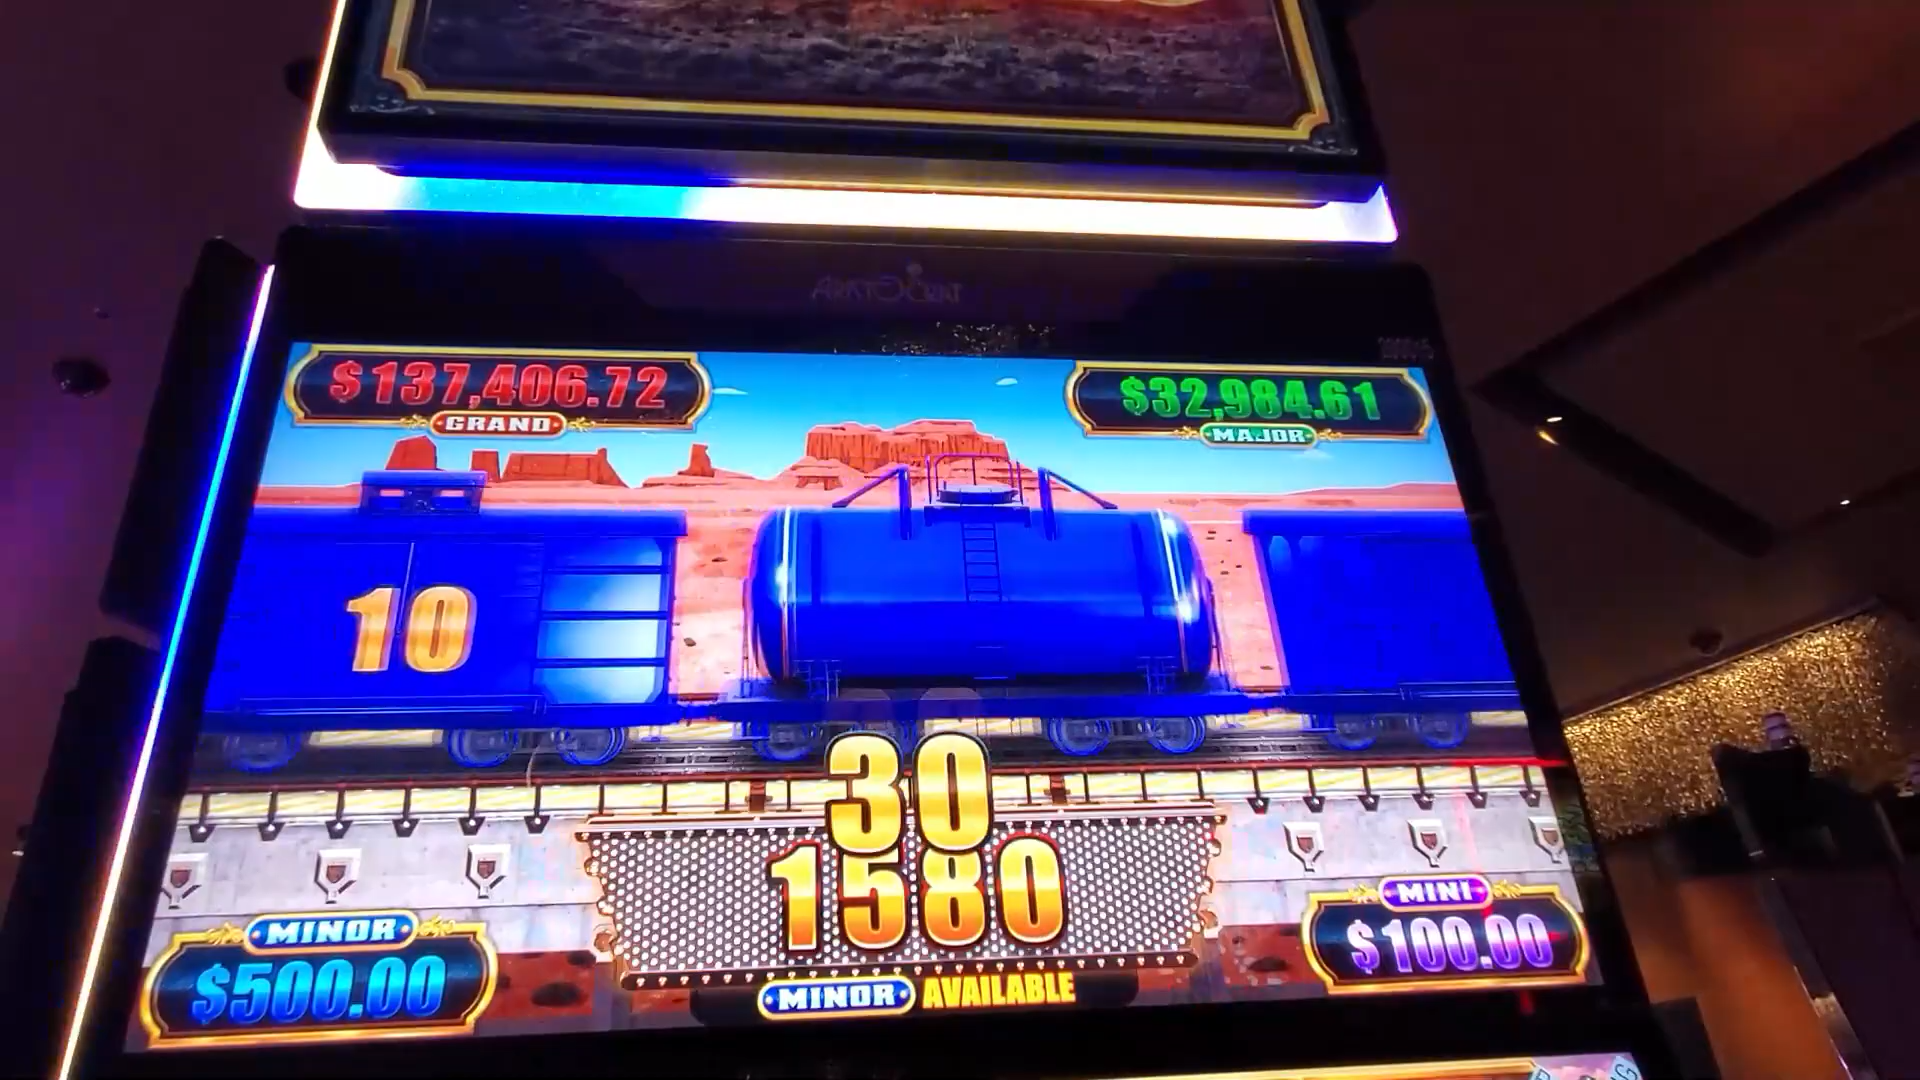 ARISTOCRAT
$137,406.72
GRAND
$32,984.61
MAJOR
10
30
1580
MINOR
$500.00
MINI
$100.00
MINOR AVAILABLE